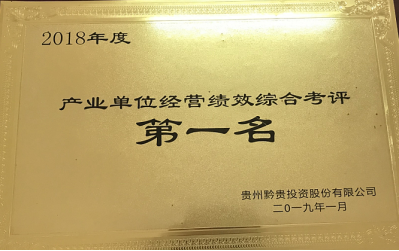 2018年度
产业单位经营绩效综合考评
第一名
贵州黔贵投资股份有限公司
二〇一九年一月